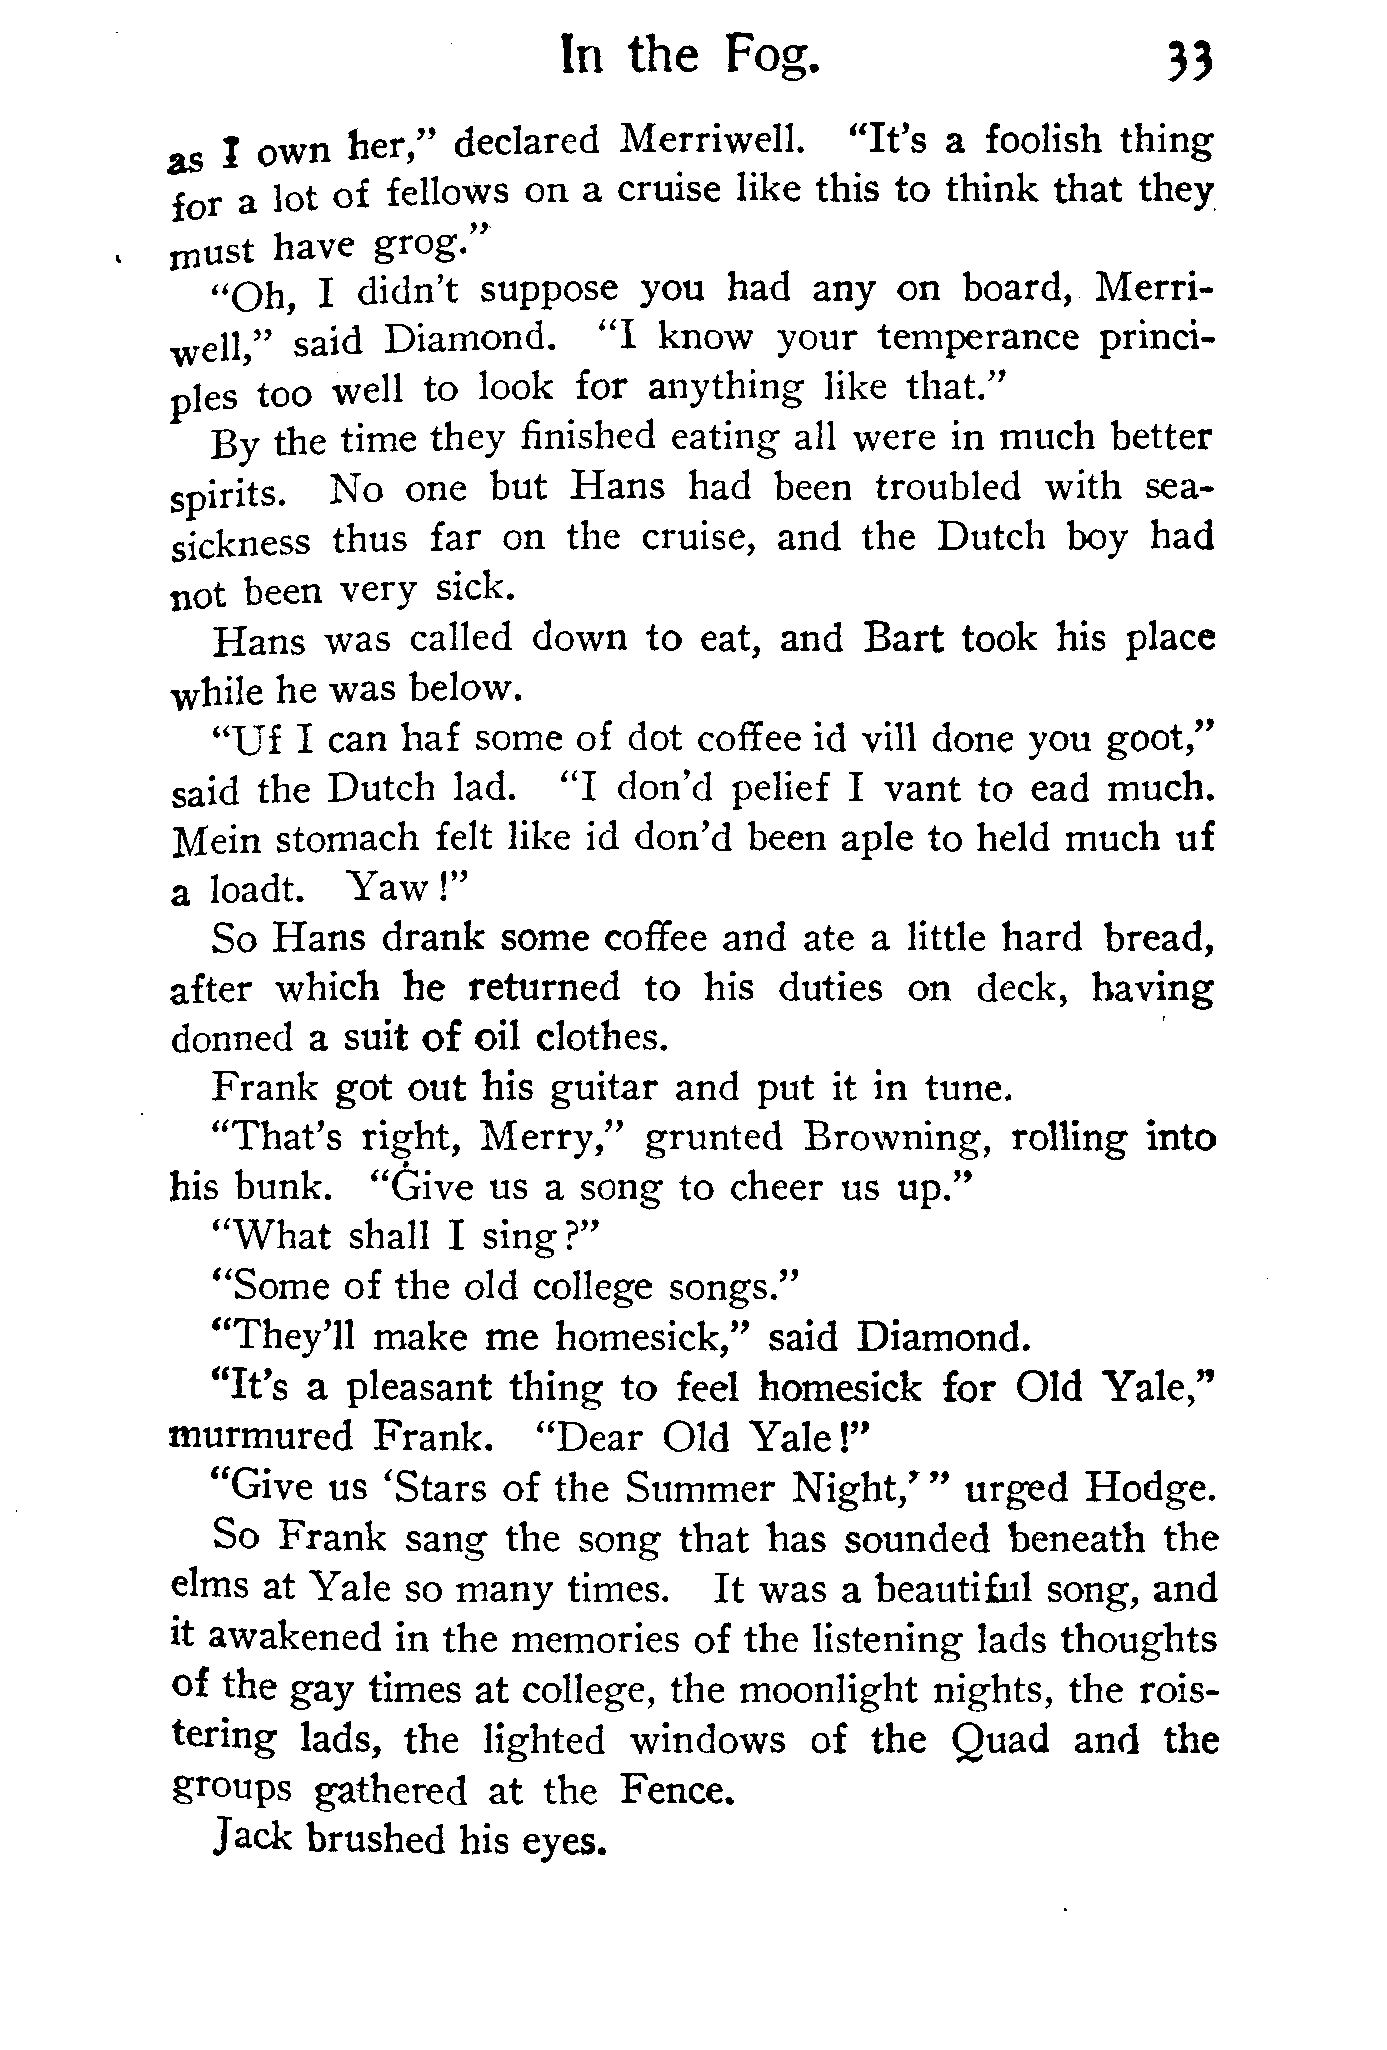 In the Fog. 33
as I own her,” declared Merriwell. “It’s a foolish thing
for a lot of fellows on a cruise like this to think that they
must have grog.”
“Oh, I didn’t suppose you had any on board, Merri-
well,” said Diamond. “I know your temperance princi-
ples too well to look for anything like that.”
By the time they finished eating all were in much better
spirits. No one but Hans had been troubled with sea-
sickness thus far on the cruise, and the Dutch boy had
not been very sick.
Hans was called down to eat, and Bart took his place
while he was below.
“Uf I can haf some of dot coffee id vill done you goot,”
said the Dutch lad. “I don’d pelief I vant to ead much.
Mein stomach felt like id don’d been aple to held much uf
a loadt. Yaw!”
So Hans drank some coffee and ate a little hard bread,
after which he returned to his duties on deck, having
donned a suit of oil clothes.
Frank got out his guitar and put it in tune.
“That’s right, Merry,” grunted Browning, rolling into
his bunk. “Give us a song to cheer us up.”
“What shall I sing?”
“Some of the old college songs.”
“They’ll make me homesick,” said Diamond.
“It’s a pleasant thing to feel homesick for Old Yale,”
murmured Frank. “Dear Old Yale!”
“Give us ‘Stars of the Summer Night,’ ” urged Hodge.
So Frank sang the song that has sounded beneath the
elms at Yale so many times. It was a beautiful song, and
it awakened in the memories of the listening lads thoughts
of the gay times at college, the moonlight nights, the rois-
tering lads, the lighted windows of the Quad and the
groups gathered at the Fence.
Jack brushed his eyes.